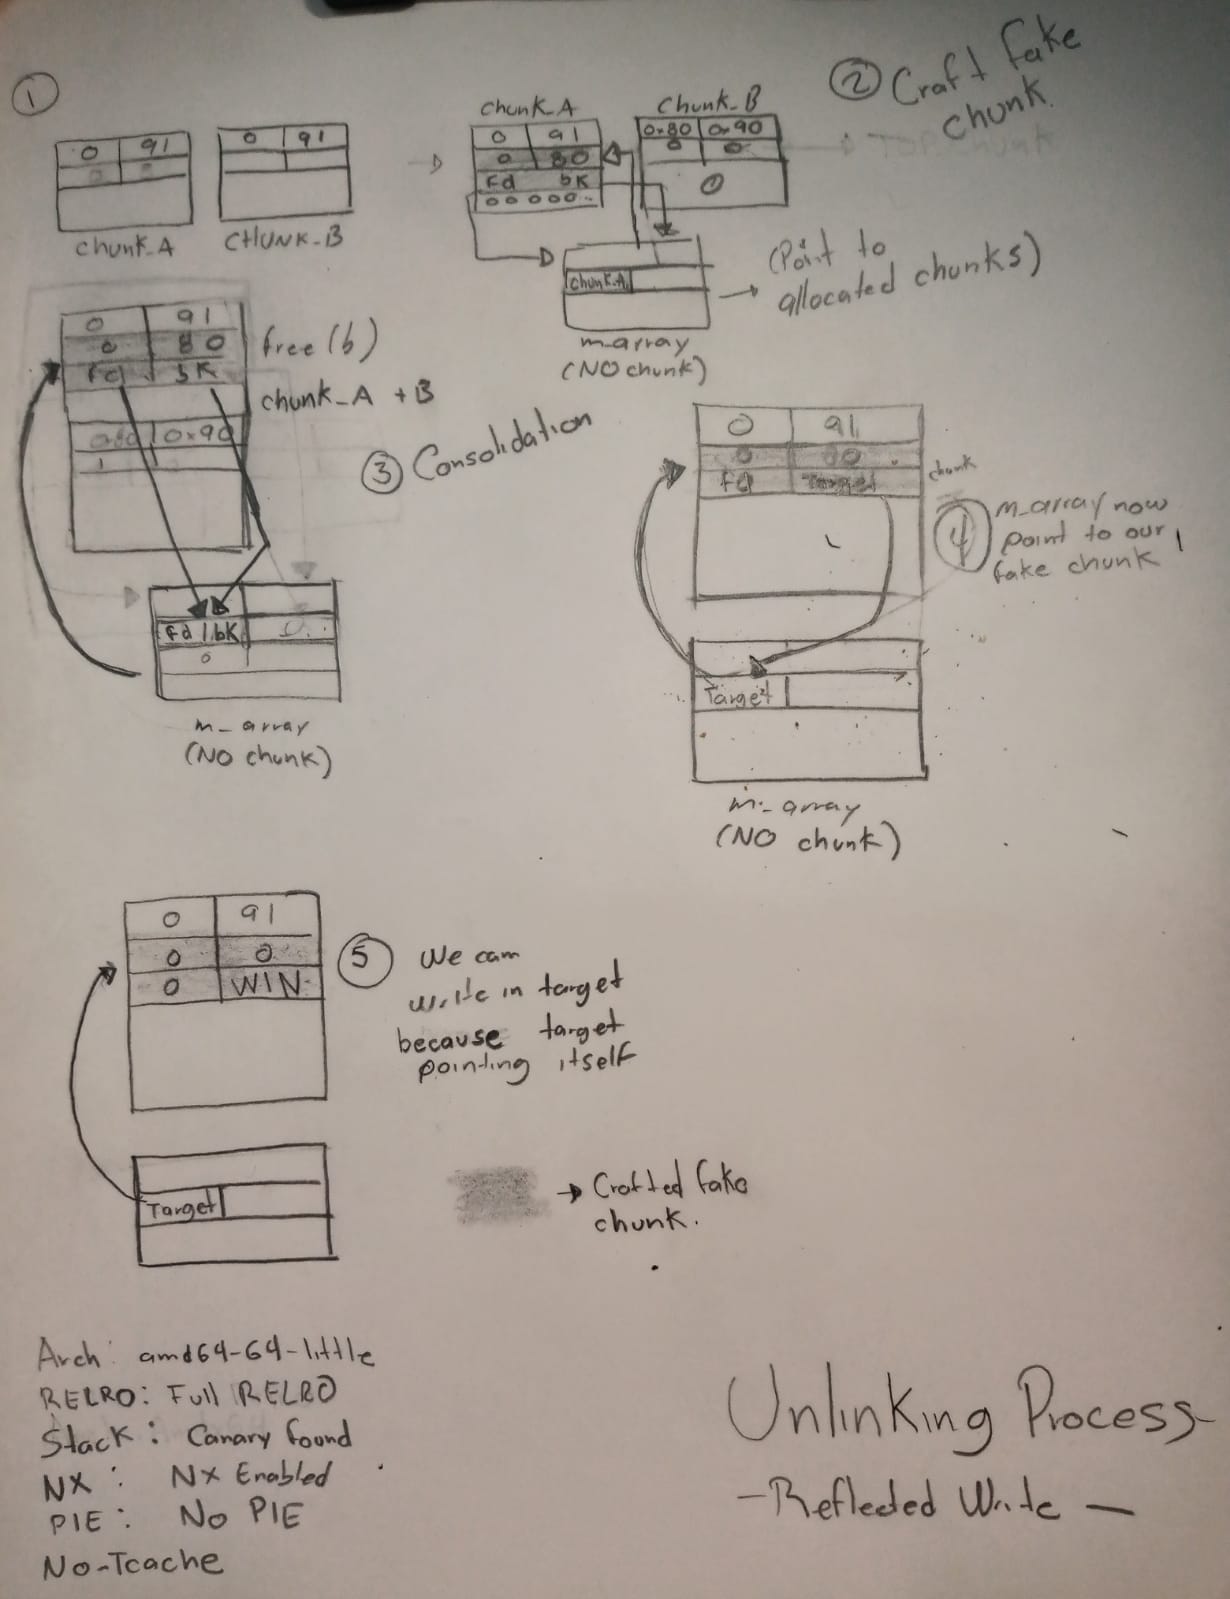 ①
0 91
chunk_A
0 91
CHUNK_B
chunk_A
0 91
0 80
Fd bK
00000..
Chunk_B
0x80 0x90
0 0
0
② Craft fake
chunk.
TOP chunk
chunk_A
m_array
(NO chunk)
(Point to
allocated chunks)
0 91
0 80
Fd bK
0x90
free(b)
chunk_A + B
③ Consolidation
Fd/bK
0
m_array
(NO chunk)
0 91
0 80
Fd Target
chunk
④ m_array now
point to our
fake chunk
Target
m_array
(NO chunk)
0 91
0 0
0 WIN
⑤ We can
write in target
because target
pointing itself
Target
→ Crafted fake
chunk.
Arch: amd64-64-little
RELRO: Full RELRO
Stack: Canary found
NX: NX Enabled
PIE: No PIE
No-Tcache
Unlinking Process
- Reflected Write -